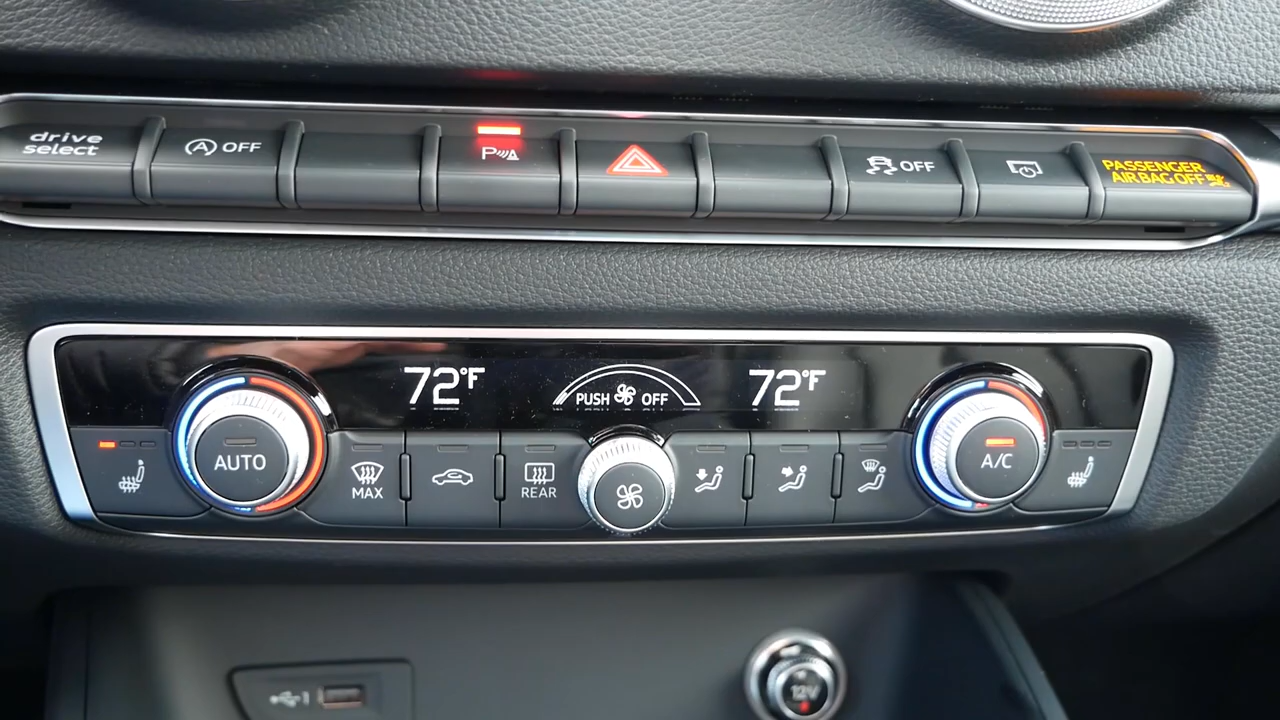 drive
select
A OFF
P
OFF
PASSENGER
AIR BAG OFF
72°F
PUSH OFF
72°F
AUTO
MAX
REAR
A/C
12V